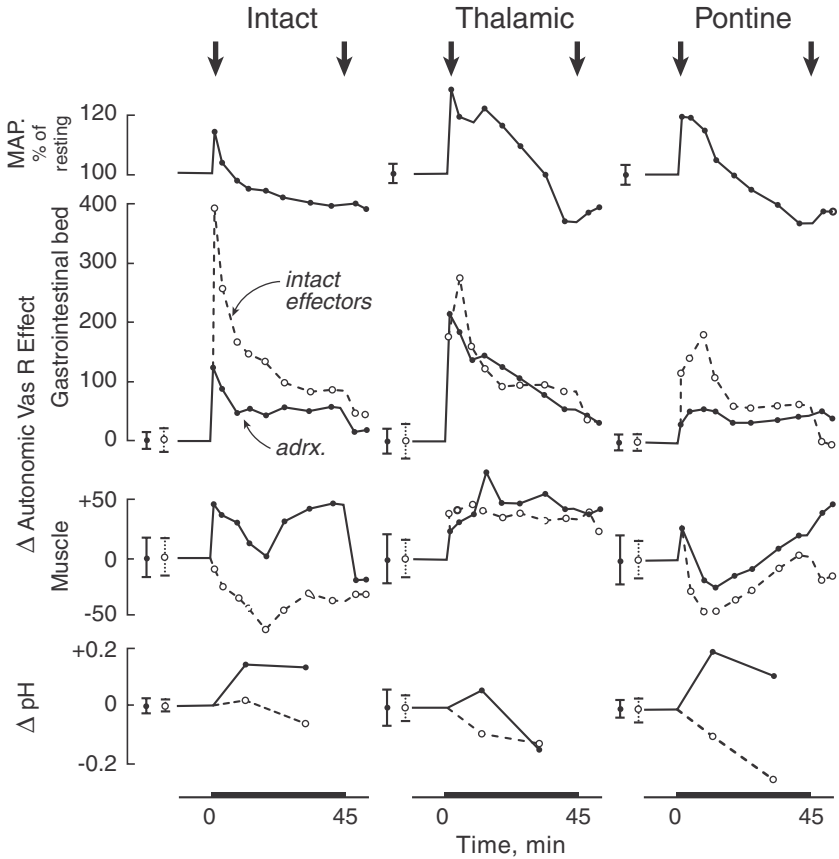 Intact
Thalamic
Pontine
MAP.
% of
resting
120
100
Δ Autonomic Vas R Effect
Gastrointestinal bed
400
300
200
100
0
intact
effectors
adrx.
Muscle
+50
0
-50
Δ pH
+0.2
0
-0.2
0
45
0
45
0
45
Time, min